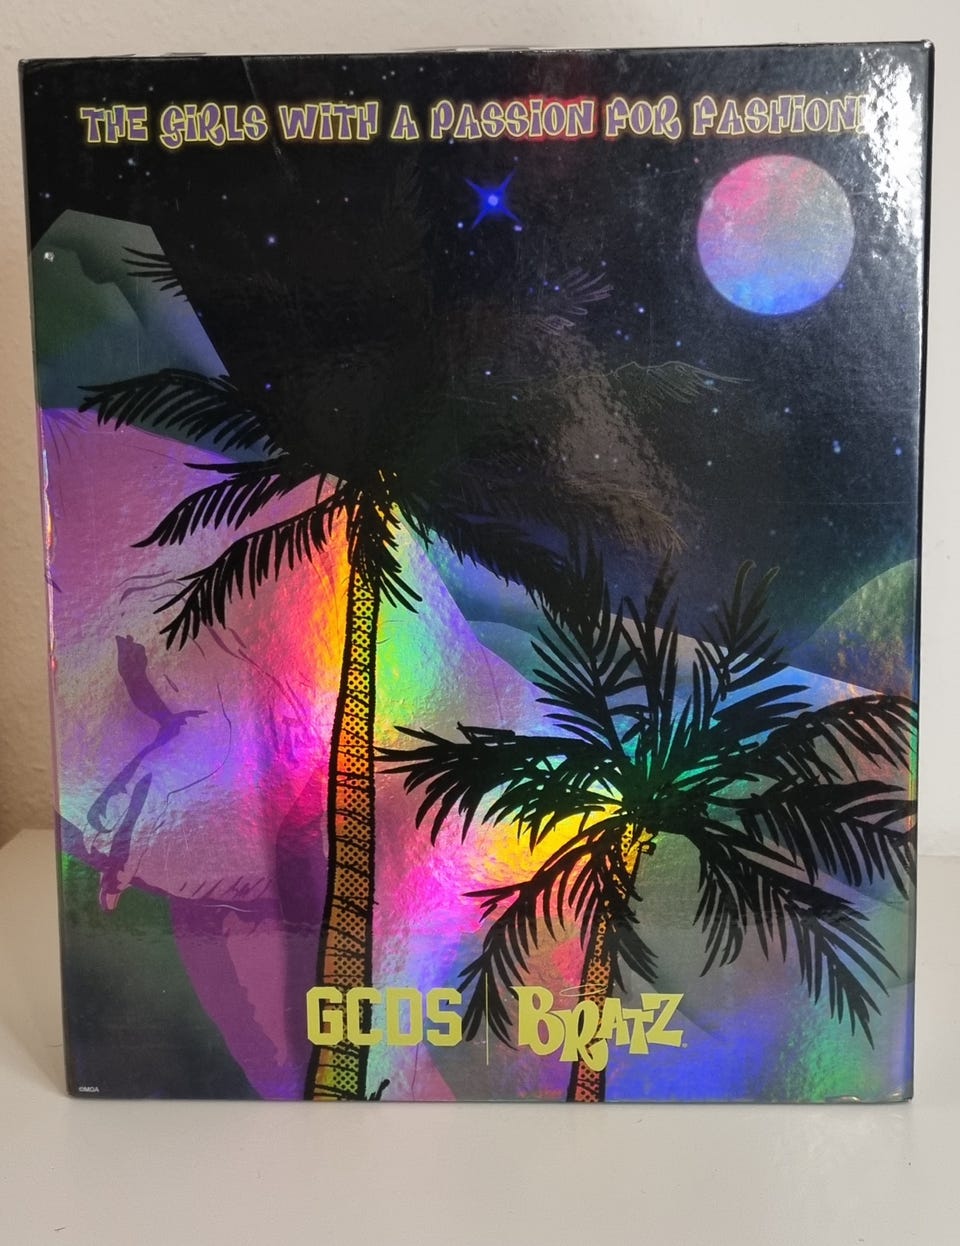 THE GIRLS WITH A PASSION FOR FASHION!
GCDS | BRATZ®
©MGA